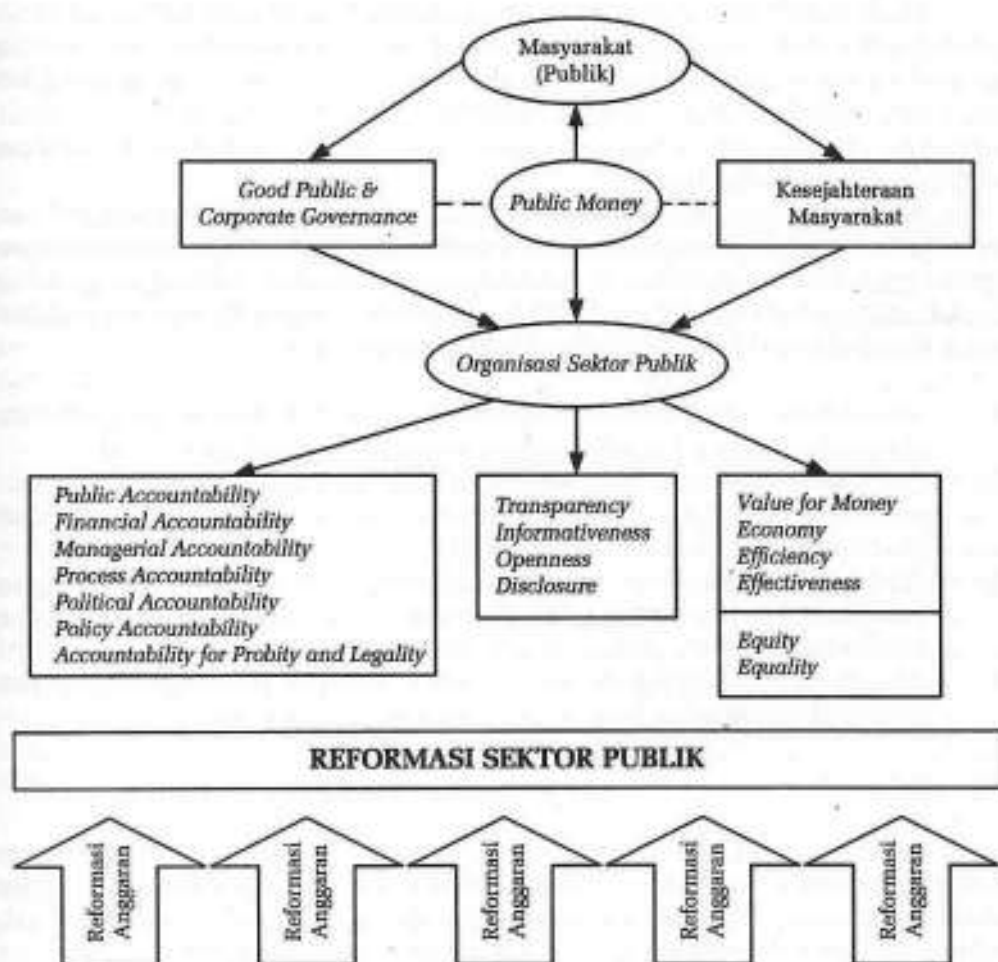 Masyarakat
(Publik)
Good Public &
Corporate Governance
Public Money
Kesejahteraan
Masyarakat
Organisasi Sektor Publik
Public Accountability
Financial Accountability
Managerial Accountability
Process Accountability
Political Accountability
Policy Accountability
Accountability for Probity and Legality
Transparency
Informativeness
Openness
Disclosure
Value for Money
Economy
Efficiency
Effectiveness
Equity
Equality
REFORMASI SEKTOR PUBLIK
Reformasi
Anggaran
Reformasi
Anggaran
Reformasi
Anggaran
Reformasi
Anggaran
Reformasi
Anggaran